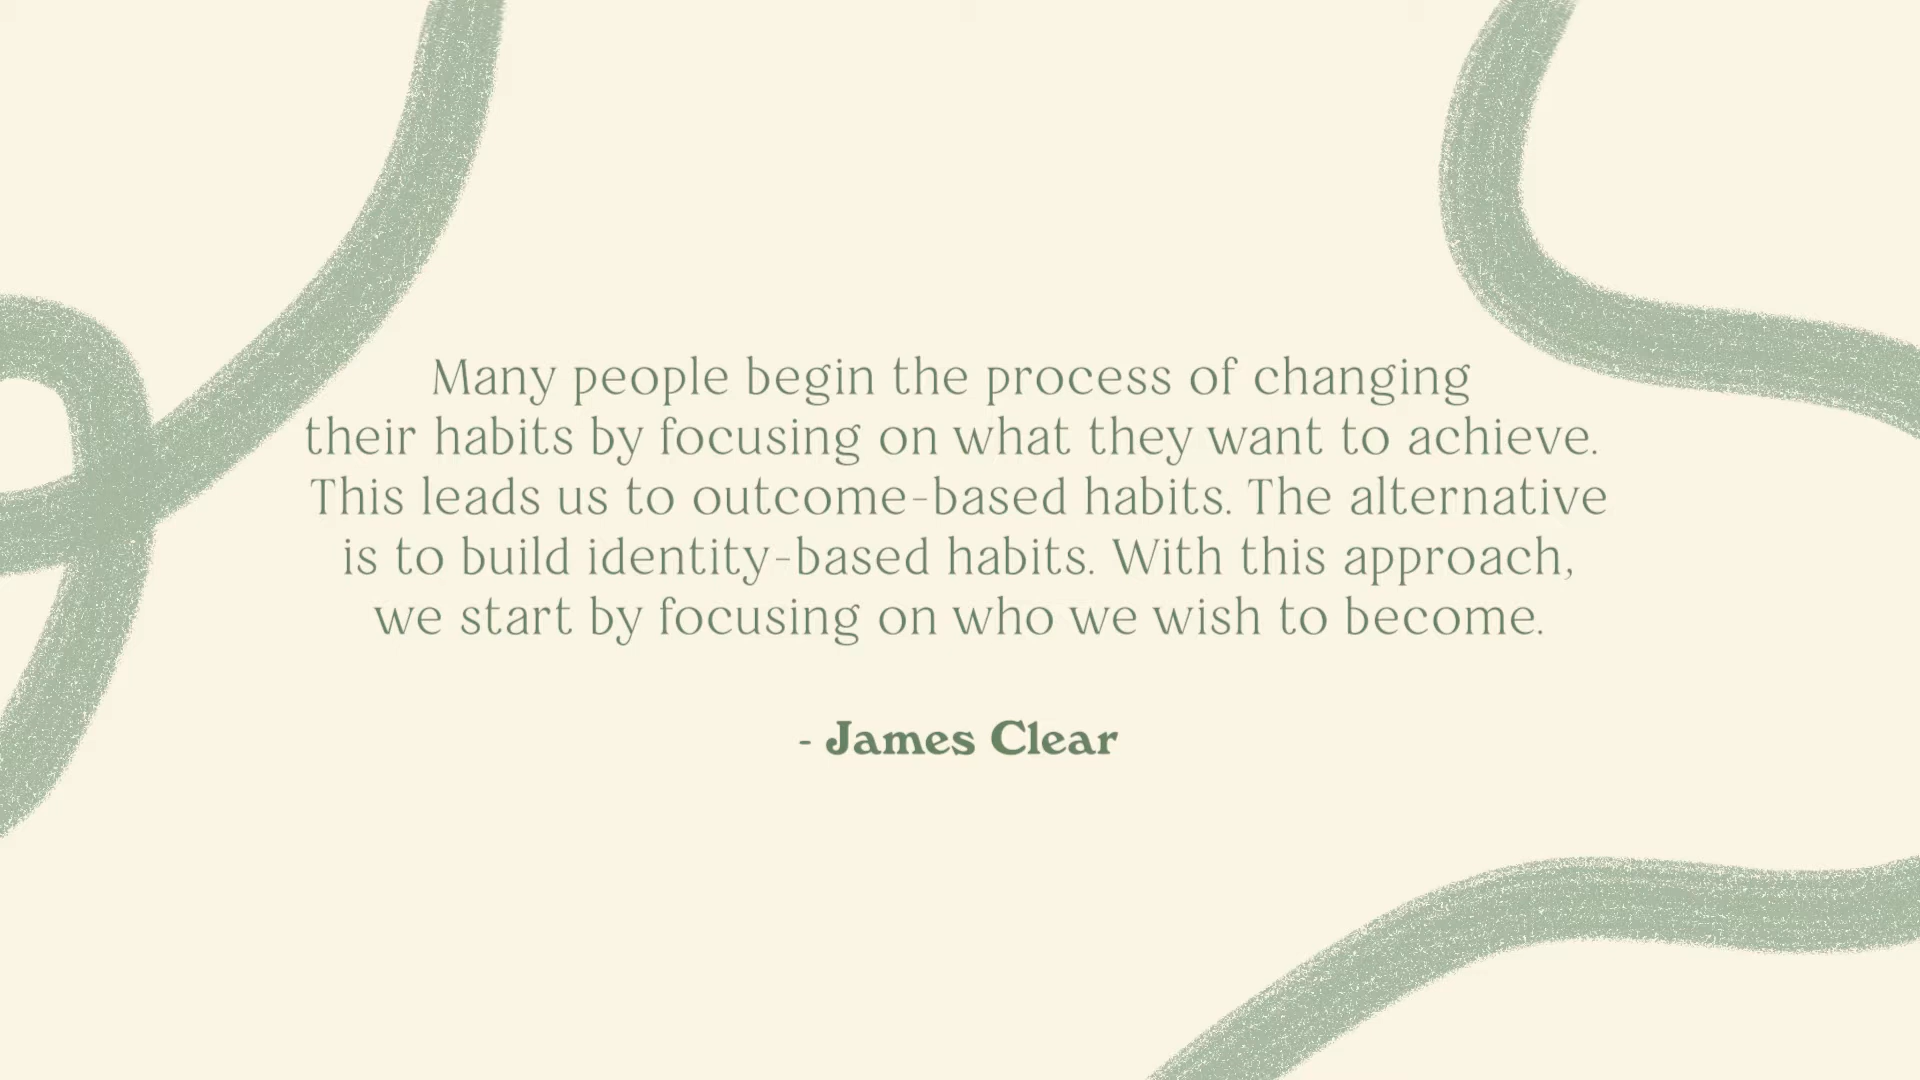 Many people begin the process of changing
their habits by focusing on what they want to achieve.
This leads us to outcome-based habits. The alternative
is to build identity-based habits. With this approach,
we start by focusing on who we wish to become.
- James Clear